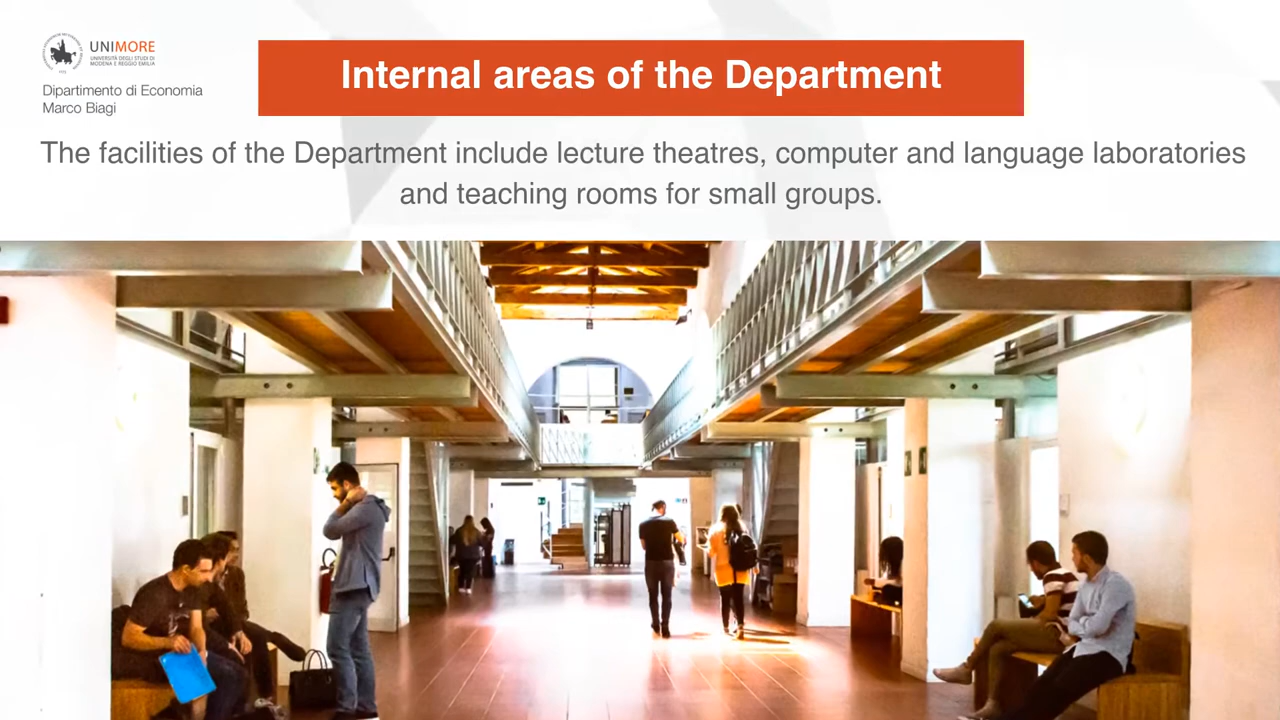 UNIMORE
UNIVERSITÀ DEGLI STUDI DI
MODENA E REGGIO EMILIA
1175
Dipartimento di Economia
Marco Biagi
Internal areas of the Department
The facilities of the Department include lecture theatres, computer and language laboratories
and teaching rooms for small groups.